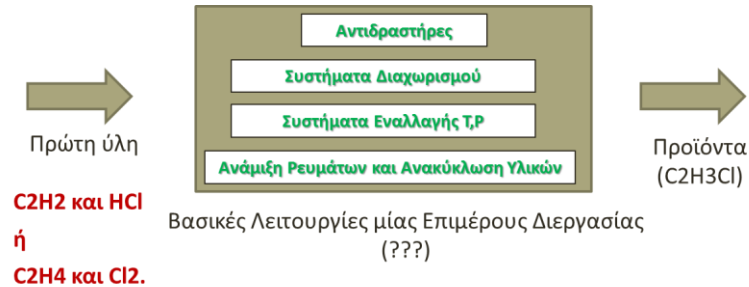 Αντιδραστήρες
Συστήματα Διαχωρισμού
Συστήματα Εναλλαγής Τ,Ρ
Ανάμιξη Ρευμάτων και Ανακύκλωση Υλικών
Πρώτη ύλη
C2H2 και HCl
ή
C2H4 και Cl2.
Βασικές Λειτουργίες μίας Επιμέρους Διεργασίας
(???)
Προϊόντα
(C2H3Cl)